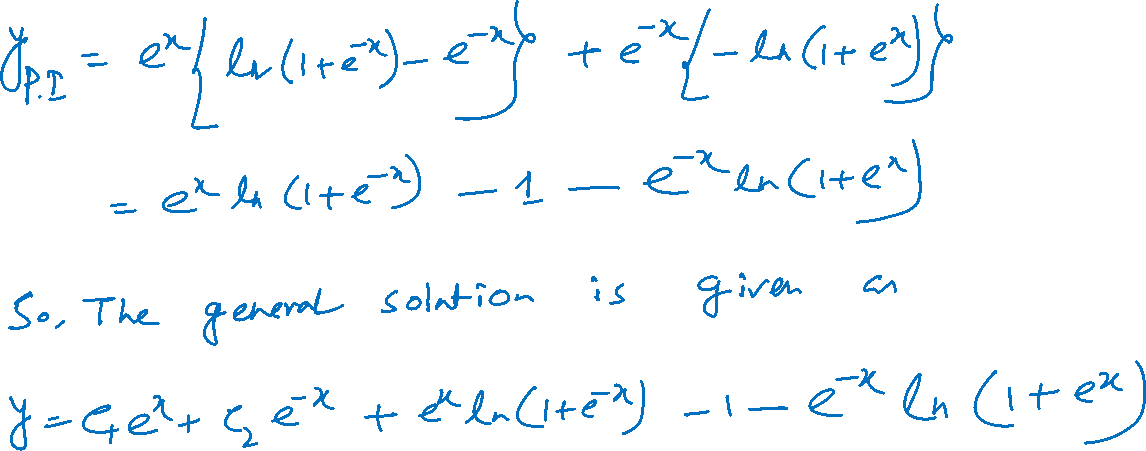 y_{P.I} = e^x { ln(1+e^{-x}) - e^{-x} } + e^{-x} { -ln(1+e^x) }
= e^x ln(1+e^{-x}) - 1 - e^{-x} ln(1+e^x)
So, The general solution is given as
y = c_1 e^x + c_2 e^{-x} + e^x ln(1+e^{-x}) - 1 - e^{-x} ln(1+e^x)